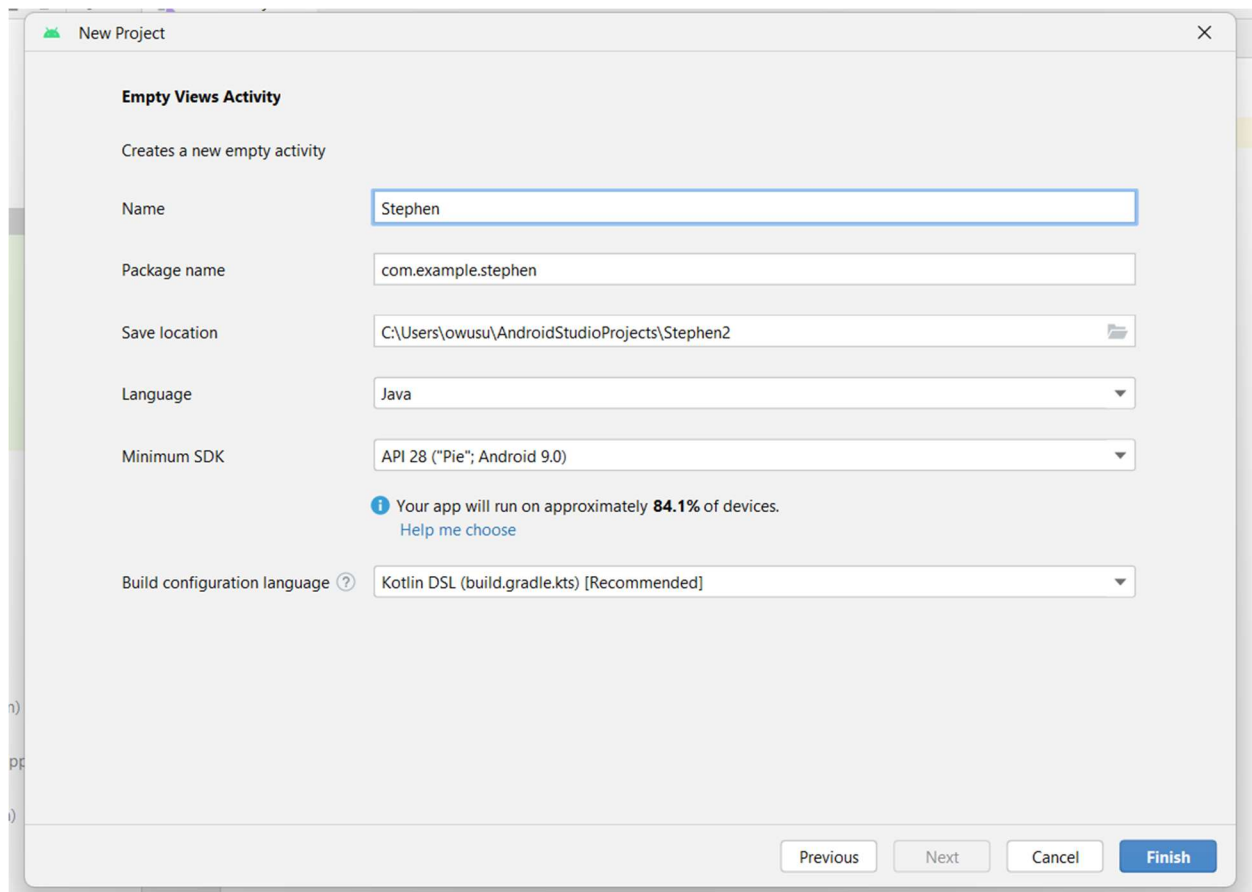 New Project
Empty Views Activity
Creates a new empty activity
Name Stephen
Package name com.example.stephen
Save location C:\Users\owusu\AndroidStudioProjects\Stephen2
Language Java
Minimum SDK API 28 ("Pie"; Android 9.0)
Your app will run on approximately 84.1% of devices.
Help me choose
Build configuration language ? Kotlin DSL (build.gradle.kts) [Recommended]
n)
pp
)
Previous Next Cancel Finish